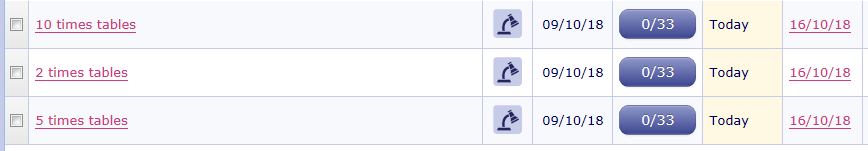 10 times tables 09/10/18 0/33 Today 16/10/18
2 times tables 09/10/18 0/33 Today 16/10/18
5 times tables 09/10/18 0/33 Today 16/10/18